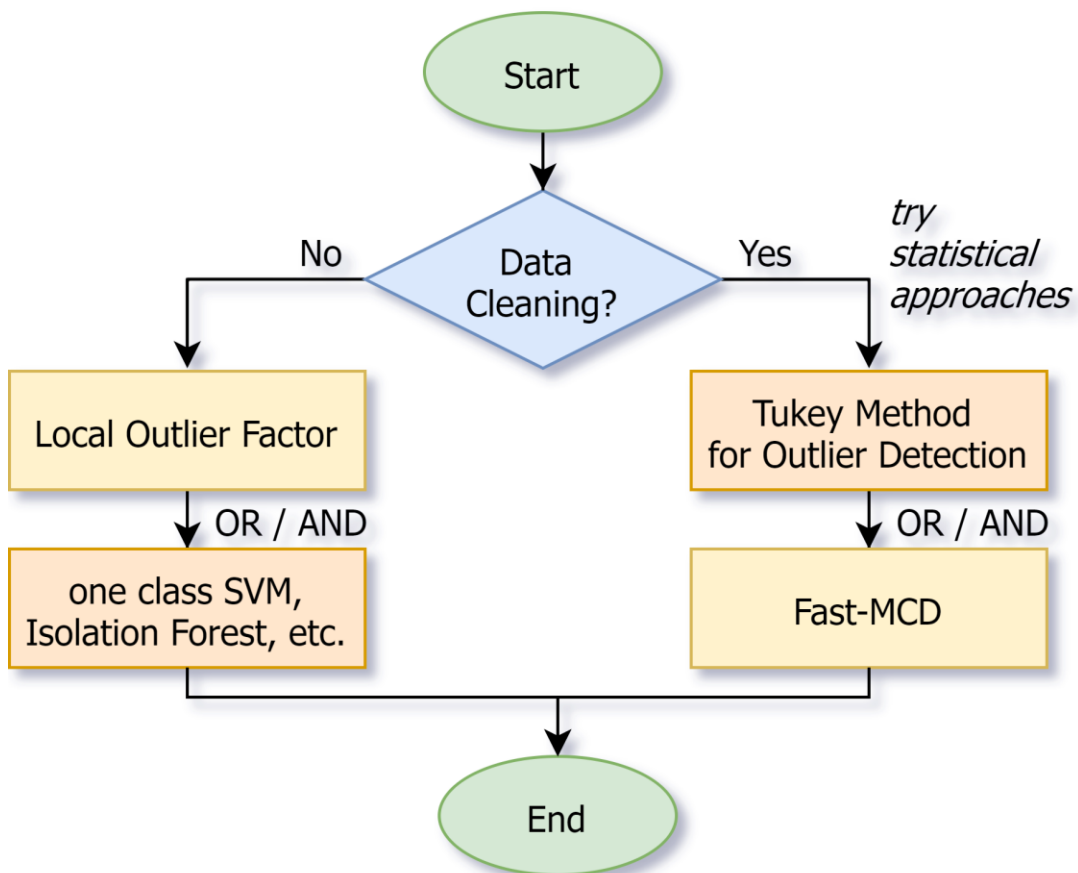 Start
Data
Cleaning?
No
Yes
try
statistical
approaches
Local Outlier Factor
OR / AND
one class SVM,
Isolation Forest, etc.
Tukey Method
for Outlier Detection
OR / AND
Fast-MCD
End